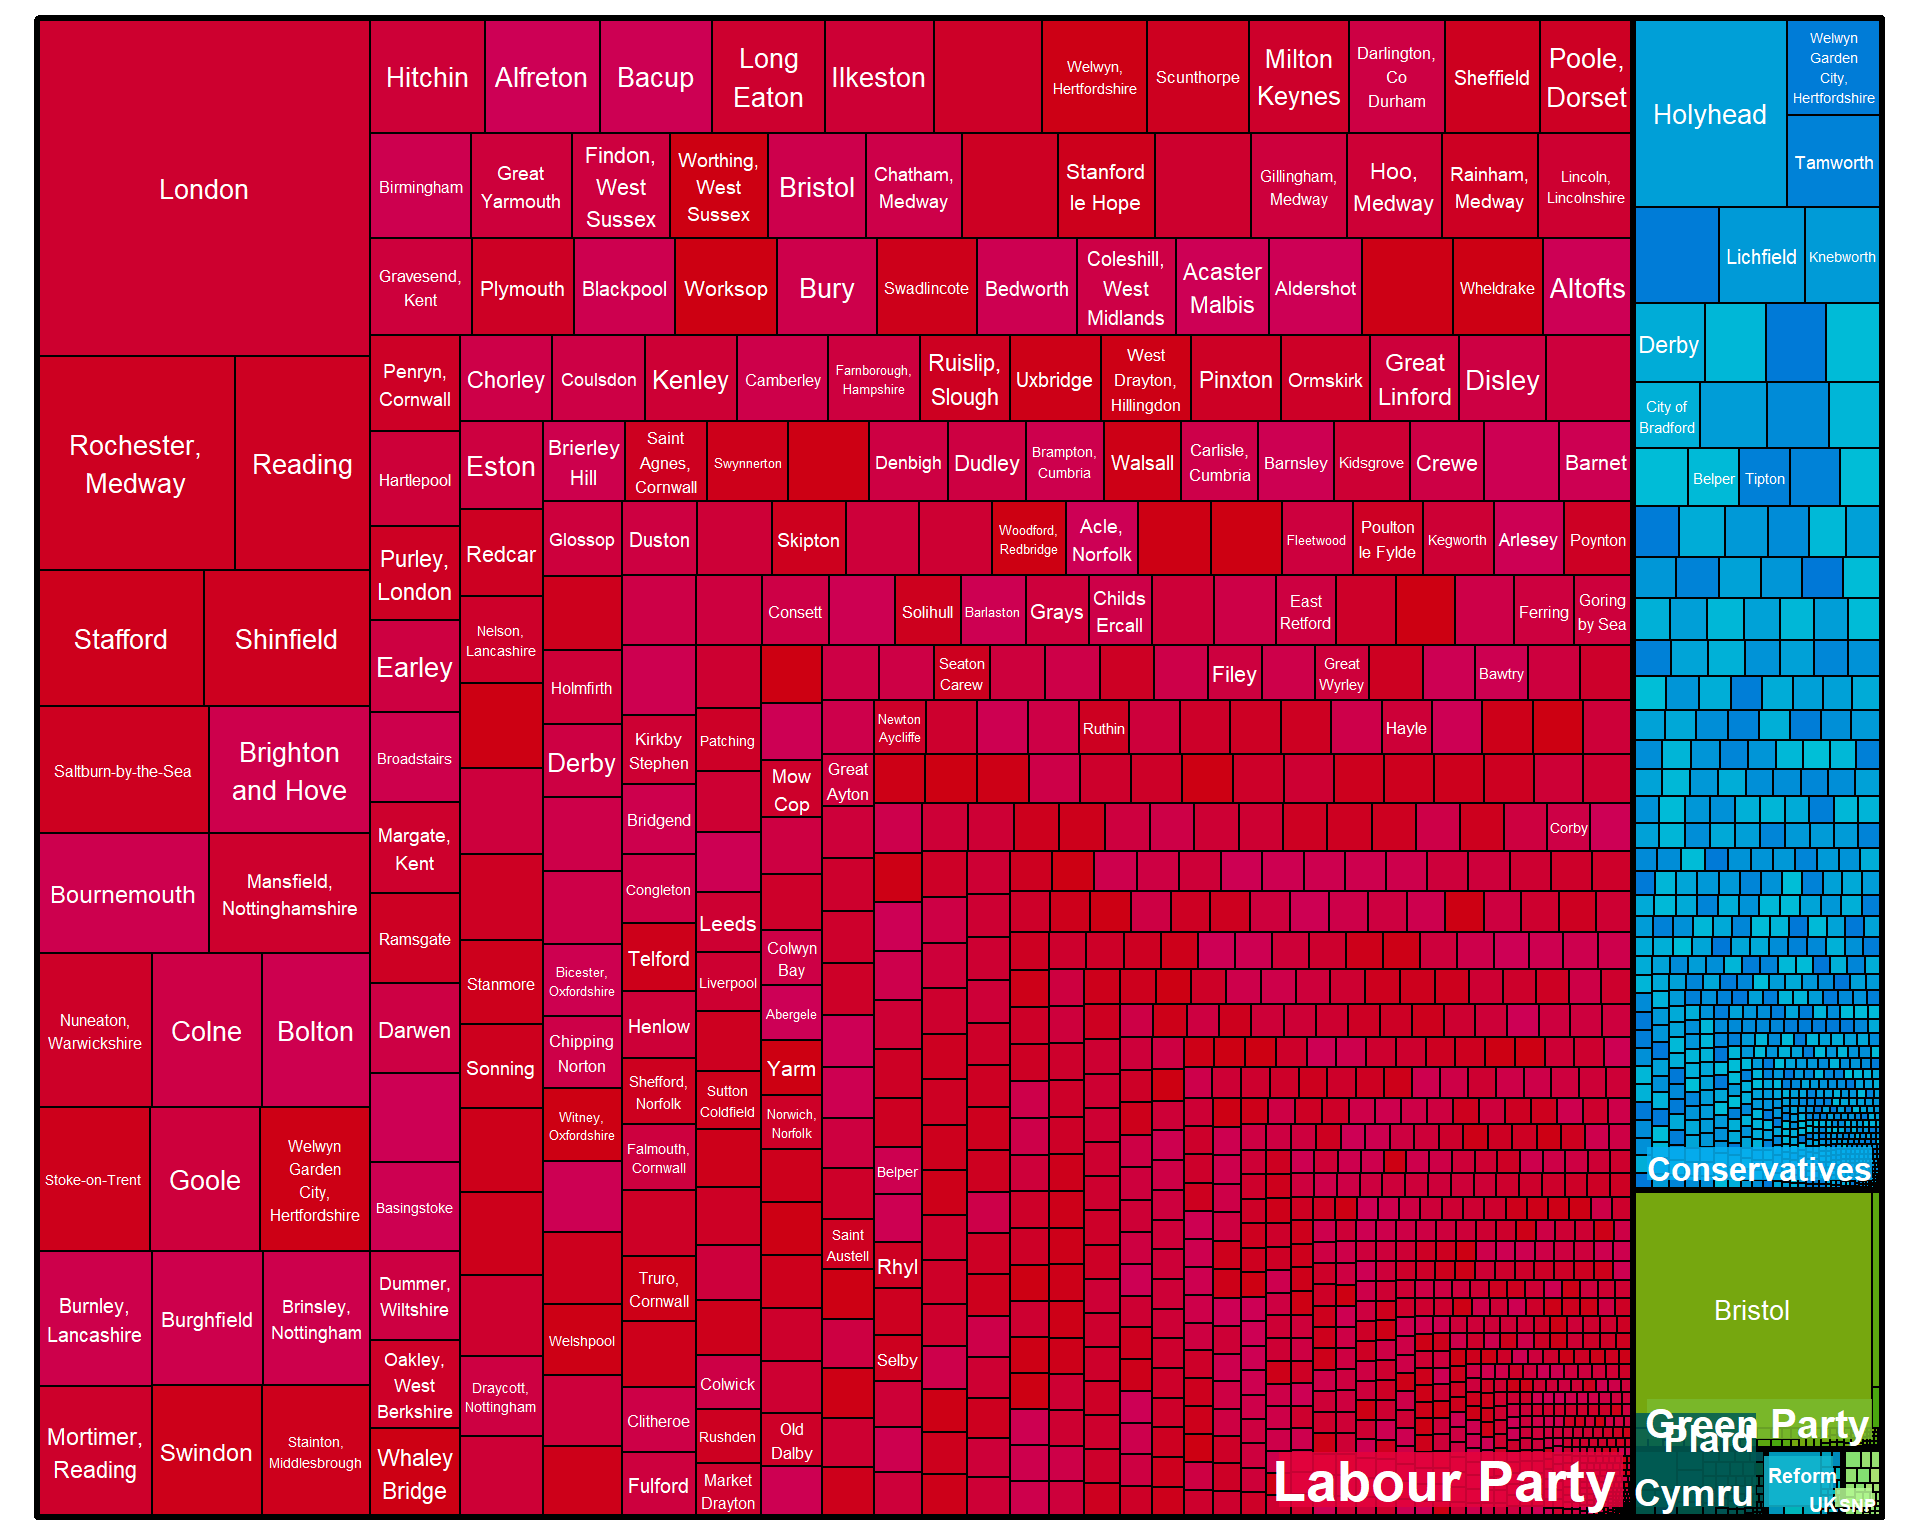 London
Rochester,
Medway
Reading
Stafford
Shinfield
Saltburn-by-the-Sea
Brighton
and Hove
Bournemouth
Mansfield,
Nottinghamshire
Nuneaton,
Warwickshire
Colne
Bolton
Stoke-on-Trent
Goole
Welwyn
Garden
City,
Hertfordshire
Burnley,
Lancashire
Burghfield
Brinsley,
Nottingham
Mortimer,
Reading
Swindon
Stainton,
Middlesbrough
Hitchin
Alfreton
Bacup
Long
Eaton
Ilkeston
Welwyn,
Hertfordshire
Scunthorpe
Milton
Keynes
Darlington,
Co
Durham
Sheffield
Poole,
Dorset
Birmingham
Great
Yarmouth
Findon,
West
Sussex
Worthing,
West
Sussex
Bristol
Chatham,
Medway
Stanford
le Hope
Gillingham,
Medway
Hoo,
Medway
Rainham,
Medway
Lincoln,
Lincolnshire
Gravesend,
Kent
Plymouth
Blackpool
Worksop
Bury
Swadlincote
Bedworth
Coleshill,
West
Midlands
Acaster
Malbis
Aldershot
Wheldrake
Altofts
Penryn,
Cornwall
Hartlepool
Purley,
London
Earley
Broadstairs
Margate,
Kent
Ramsgate
Darwen
Basingstoke
Dummer,
Wiltshire
Oakley,
West
Berkshire
Whaley
Bridge
Chorley
Coulsdon
Kenley
Camberley
Farnborough,
Hampshire
Ruislip,
Slough
Uxbridge
West
Drayton,
Hillingdon
Pinxton
Ormskirk
Great
Linford
Disley
Eston
Redcar
Nelson,
Lancashire
Stanmore
Sonning
Draycott,
Nottingham
Brierley
Hill
Saint
Agnes,
Cornwall
Swynnerton
Denbigh
Dudley
Brampton,
Cumbria
Walsall
Carlisle,
Cumbria
Barnsley
Kidsgrove
Crewe
Barnet
Glossop
Holmfirth
Derby
Bicester,
Oxfordshire
Chipping
Norton
Witney,
Oxfordshire
Welshpool
Duston
Skipton
Woodford,
Redbridge
Acle,
Norfolk
Fleetwood
Poulton
le Fylde
Kegworth
Arlesey
Poynton
Consett
Solihull
Barlaston
Grays
Childs
Ercall
East
Retford
Ferring
Goring
by Sea
Kirkby
Stephen
Bridgend
Congleton
Telford
Henlow
Shefford,
Norfolk
Falmouth,
Cornwall
Truro,
Cornwall
Clitheroe
Fulford
Patching
Leeds
Liverpool
Sutton
Coldfield
Colwick
Rushden
Market
Drayton
Mow
Cop
Colwyn
Bay
Abergele
Yarm
Norwich,
Norfolk
Old
Dalby
Seaton
Carew
Filey
Great
Wyrley
Bawtry
Newton
Aycliffe
Ruthin
Hayle
Great
Ayton
Saint
Austell
Corby
Belper
Rhyl
Selby
Labour Party
Holyhead
Welwyn
Garden
City,
Hertfordshire
Tamworth
Lichfield
Knebworth
Derby
City of
Bradford
Belper
Tipton
Conservatives
Bristol
Green Party
Plaid
Cymru
Reform
UK
SNP